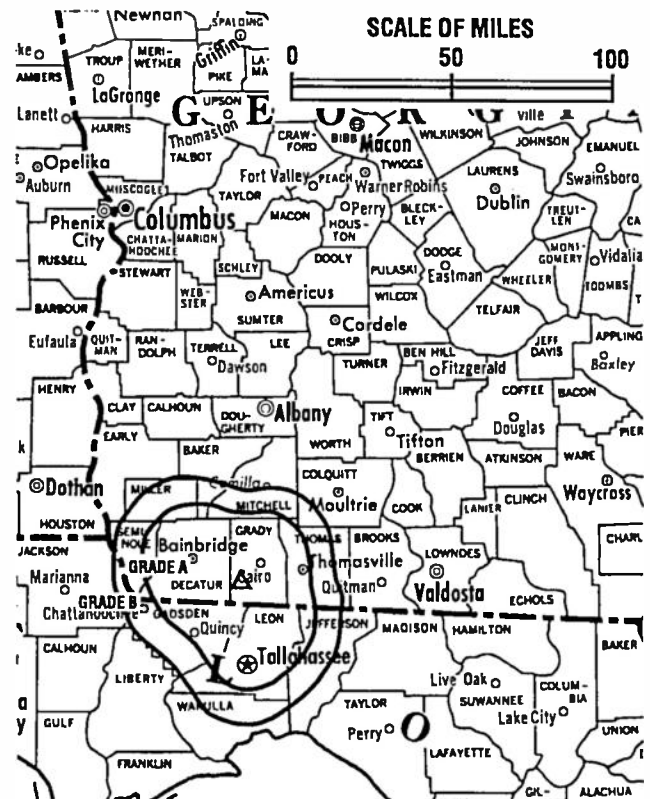 Newnan
SPALDING
SCALE OF MILES
0 50 100
Griffin
TROUP
MERI-
WETHER
PIKE
LA-
MA
AMBERS
LaGrange
UPSON
G E O R G I
ville
Lanett
HARRIS
Thomaston
TALBOT
CRAW-
FORD
BIBB
Macon
WILKINSON
JOHNSON
EMANUEL
Opelika
Auburn
MUSCOGEE
TAYLOR
Fort Valley
PEACH
TWIGGS
Warner Robins
LAURENS
Dublin
Swainsboro
Phenix
City
Columbus
CHATTA-
HOOCHEE
MARION
MACON
Perry
HOUS-
TON
BLECK-
LEY
TREUT-
LEN
CA
RUSSELL
STEWART
SCHLEY
DOOLY
PULASKI
DODGE
Eastman
WHEELER
MONT-
GOMERY
Vidalia
TOOMBS
T
WEB-
STER
Americus
SUMTER
WILCOX
TELFAIR
BARBOUR
Eufaula
QUIT-
MAN
RAN-
DOLPH
TERRELL
Dawson
LEE
Cordele
CRISP
TURNER
BEN HILL
Fitzgerald
JEFF
DAVIS
APPLING
Baxley
HENRY
CLAY
CALHOUN
DOU-
GHERTY
Albany
IRWIN
COFFEE
Douglas
BACON
PIER
EARLY
BAKER
WORTH
TIFT
Tifton
BERRIEN
ATKINSON
WARE
k
Dothan
MILLER
Camilla
MITCHELL
COLQUITT
Moultrie
COOK
LANIER
CLINCH
Waycross
HOUSTON
JACKSON
SEMI-
NOLE
Bainbridge
GRADY
THOMAS
BROOKS
LOWNDES
CHARL
GRADE A
DECATUR
Cairo
Thomasville
Quitman
Valdosta
ECHOLS
Marianna
GRADE B
Chattahoochee
GADSDEN
Quincy
LEON
JEFFERSON
MADISON
HAMILTON
BAKER
CALHOUN
LIBERTY
L
Tallahassee
Live Oak
SUWANNEE
COLUM-
BIA
Lake City
a
y
GULF
WAKULLA
TAYLOR
Perry
O
UNION
FRANKLIN
LAFAYETTE
GIL-
ALACHUA